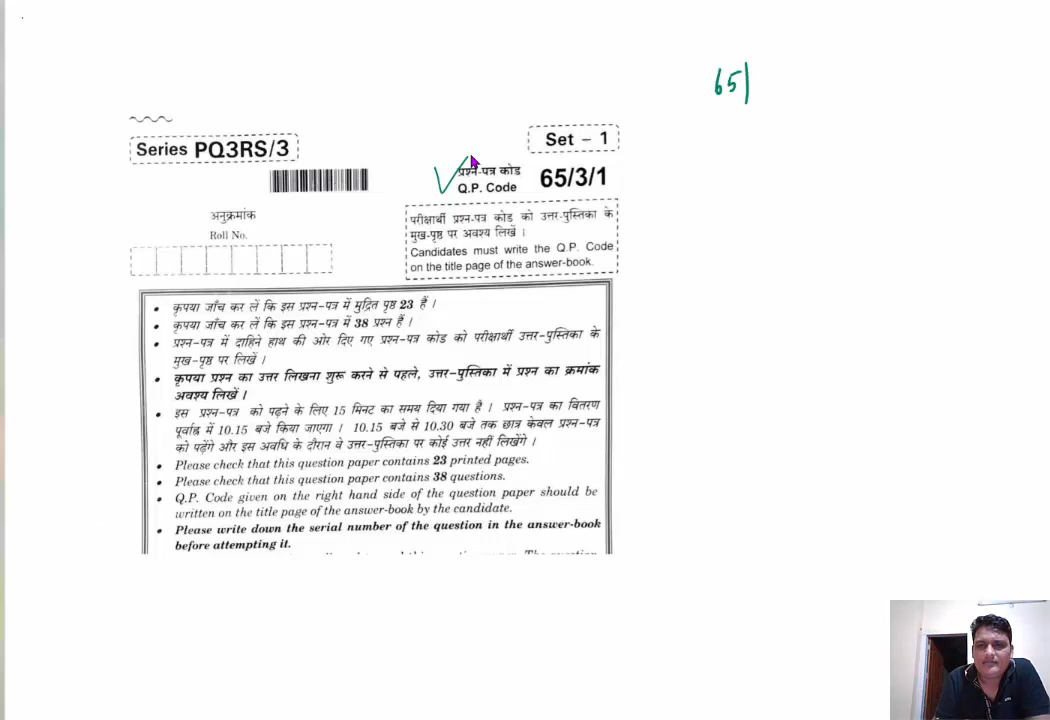 65|
Series PQ3RS/3
Set – 1
प्रश्न-पत्र कोड
Q.P. Code 65/3/1
अनुक्रमांक
Roll No.
परीक्षार्थी प्रश्न-पत्र कोड को उत्तर-पुस्तिका के
मुख-पृष्ठ पर अवश्य लिखें ।
Candidates must write the Q.P. Code
on the title page of the answer-book.
• कृपया जाँच कर लें कि इस प्रश्न-पत्र में मुद्रित पृष्ठ 23 हैं ।
• कृपया जाँच कर लें कि इस प्रश्न-पत्र में 38 प्रश्न हैं ।
• प्रश्न-पत्र में दाहिने हाथ की ओर दिए गए प्रश्न-पत्र कोड को परीक्षार्थी उत्तर-पुस्तिका के
मुख-पृष्ठ पर लिखें ।
• कृपया प्रश्न का उत्तर लिखना शुरू करने से पहले, उत्तर-पुस्तिका में प्रश्न का क्रमांक
अवश्य लिखें ।
• इस प्रश्न-पत्र को पढ़ने के लिए 15 मिनट का समय दिया गया है । प्रश्न-पत्र का वितरण
पूर्वाह्न में 10.15 बजे किया जाएगा । 10.15 बजे से 10.30 बजे तक छात्र केवल प्रश्न-पत्र
को पढ़ेंगे और इस अवधि के दौरान वे उत्तर-पुस्तिका पर कोई उत्तर नहीं लिखेंगे ।
• Please check that this question paper contains 23 printed pages.
• Please check that this question paper contains 38 questions.
• Q.P. Code given on the right hand side of the question paper should be
written on the title page of the answer-book by the candidate.
• Please write down the serial number of the question in the answer-book
before attempting it.